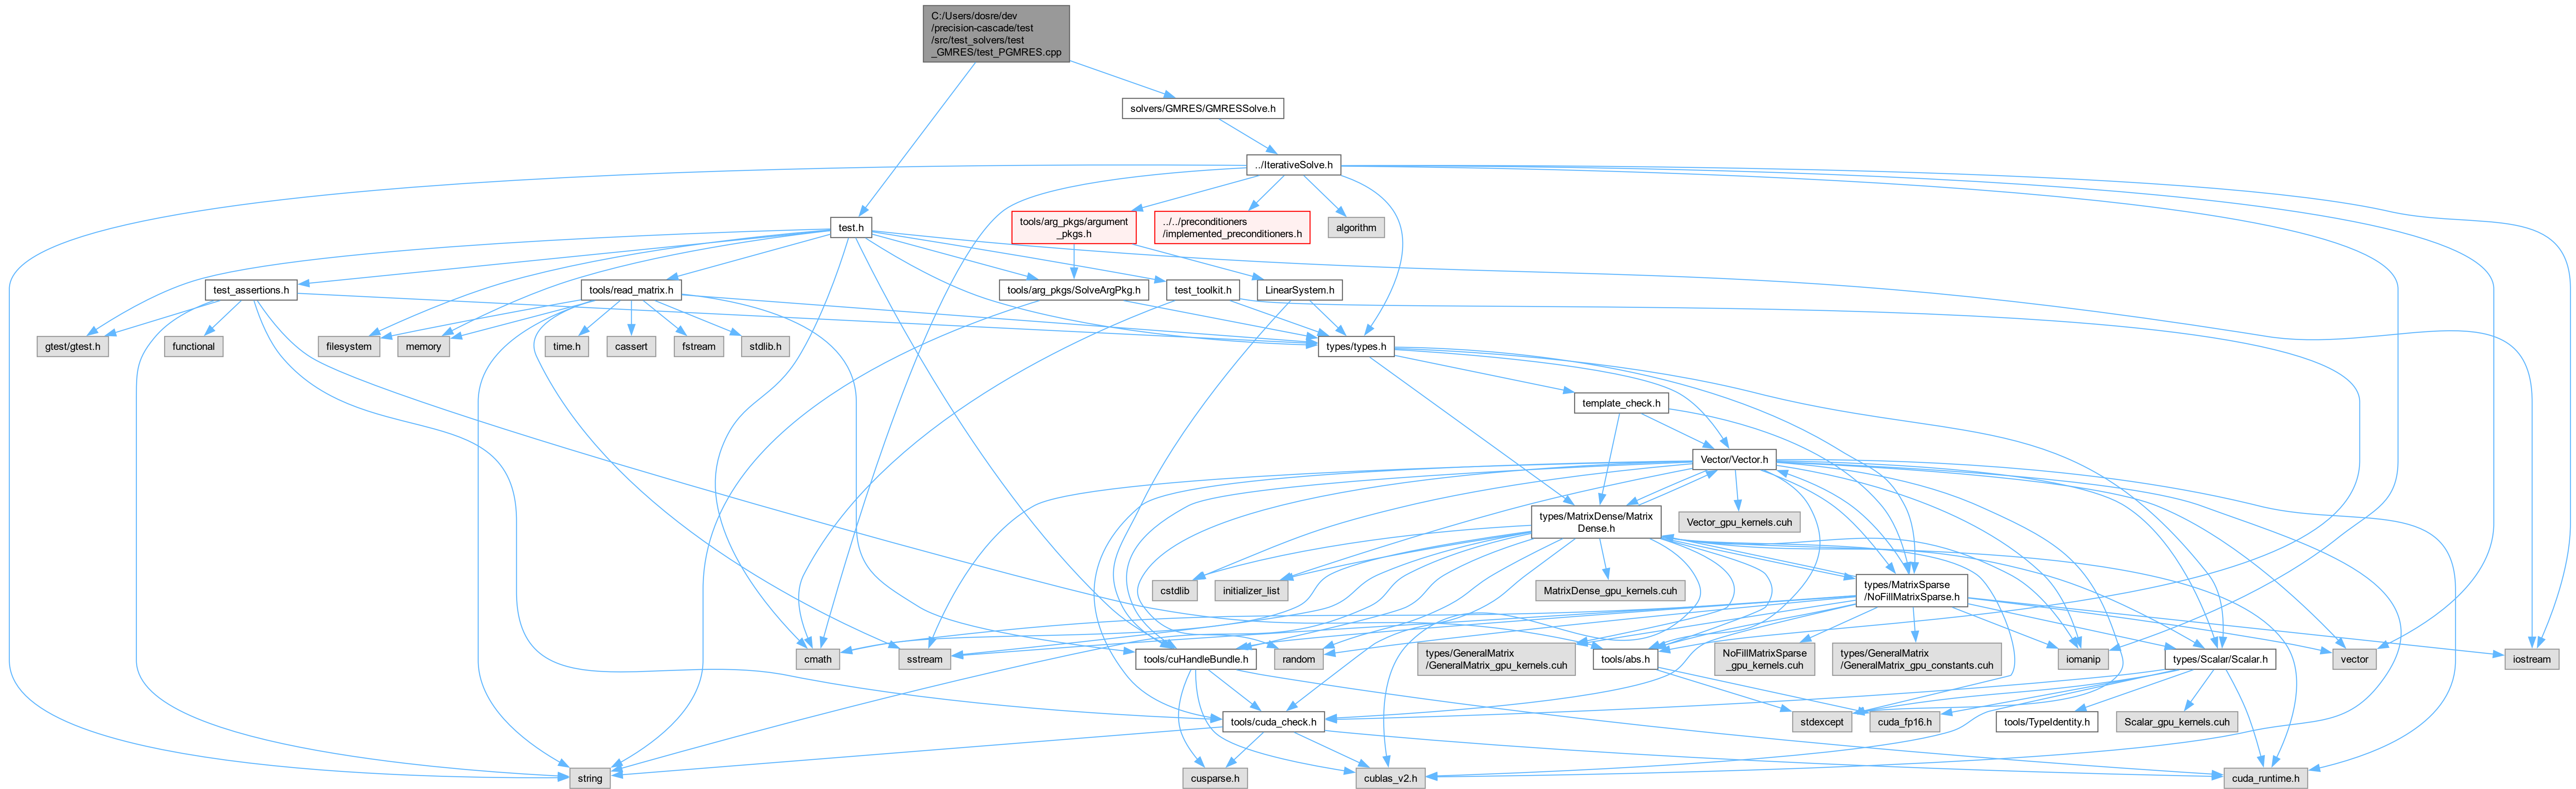 C:/Users/dosre/dev
/precision-cascade/test
/src/test_solvers/test
_GMRES/test_PGMRES.cpp
solvers/GMRES/GMRESSolve.h
../IterativeSolve.h
test.h
tools/arg_pkgs/argument
_pkgs.h
../../preconditioners
/implemented_preconditioners.h
algorithm
test_assertions.h
tools/read_matrix.h
tools/arg_pkgs/SolveArgPkg.h
test_toolkit.h
LinearSystem.h
gtest/gtest.h
functional
filesystem
memory
time.h
cassert
fstream
stdlib.h
types/types.h
template_check.h
Vector/Vector.h
types/MatrixDense/Matrix
Dense.h
Vector_gpu_kernels.cuh
cstdlib
initializer_list
MatrixDense_gpu_kernels.cuh
types/MatrixSparse
/NoFillMatrixSparse.h
cmath
sstream
tools/cuHandleBundle.h
random
types/GeneralMatrix
/GeneralMatrix_gpu_kernels.cuh
tools/abs.h
NoFillMatrixSparse
_gpu_kernels.cuh
types/GeneralMatrix
/GeneralMatrix_gpu_constants.cuh
iomanip
types/Scalar/Scalar.h
vector
iostream
tools/cuda_check.h
stdexcept
cuda_fp16.h
tools/TypeIdentity.h
Scalar_gpu_kernels.cuh
string
cusparse.h
cublas_v2.h
cuda_runtime.h